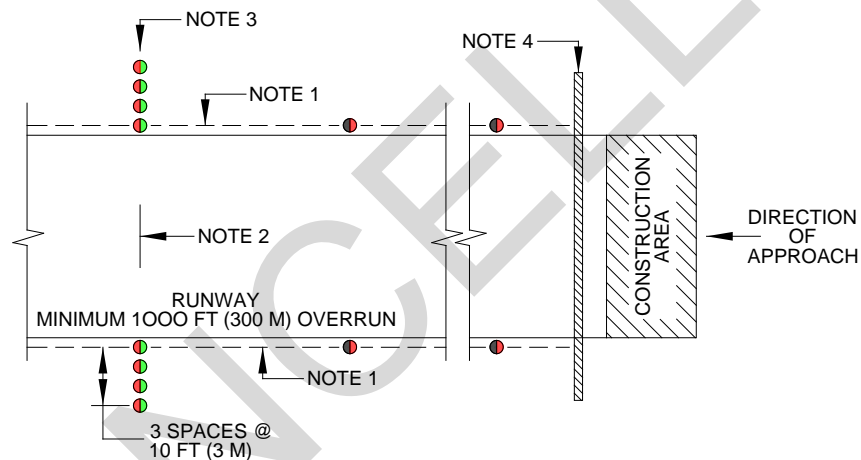 NOTE 3
NOTE 4
NOTE 1
NOTE 2
CONSTRUCTION
AREA
DIRECTION
OF
APPROACH
RUNWAY
MINIMUM 1OOO FT (300 M) OVERRUN
NOTE 1
3 SPACES @
10 FT (3 M)
NCELL